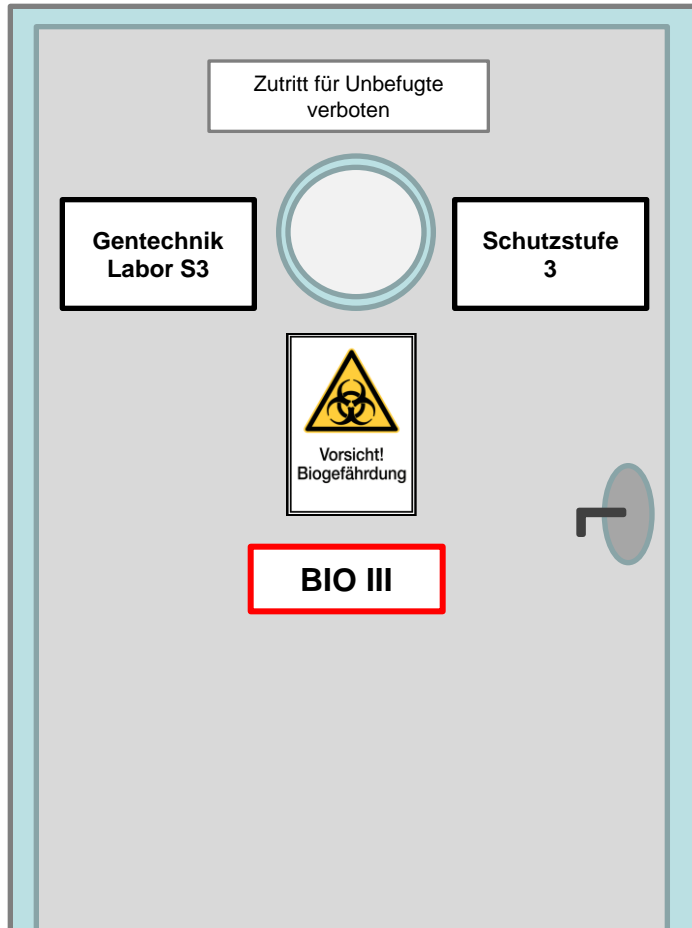 Zutritt für Unbefugte
verboten
Gentechnik
Labor S3
Schutzstufe
3
Vorsicht!
Biogefährdung
BIO III